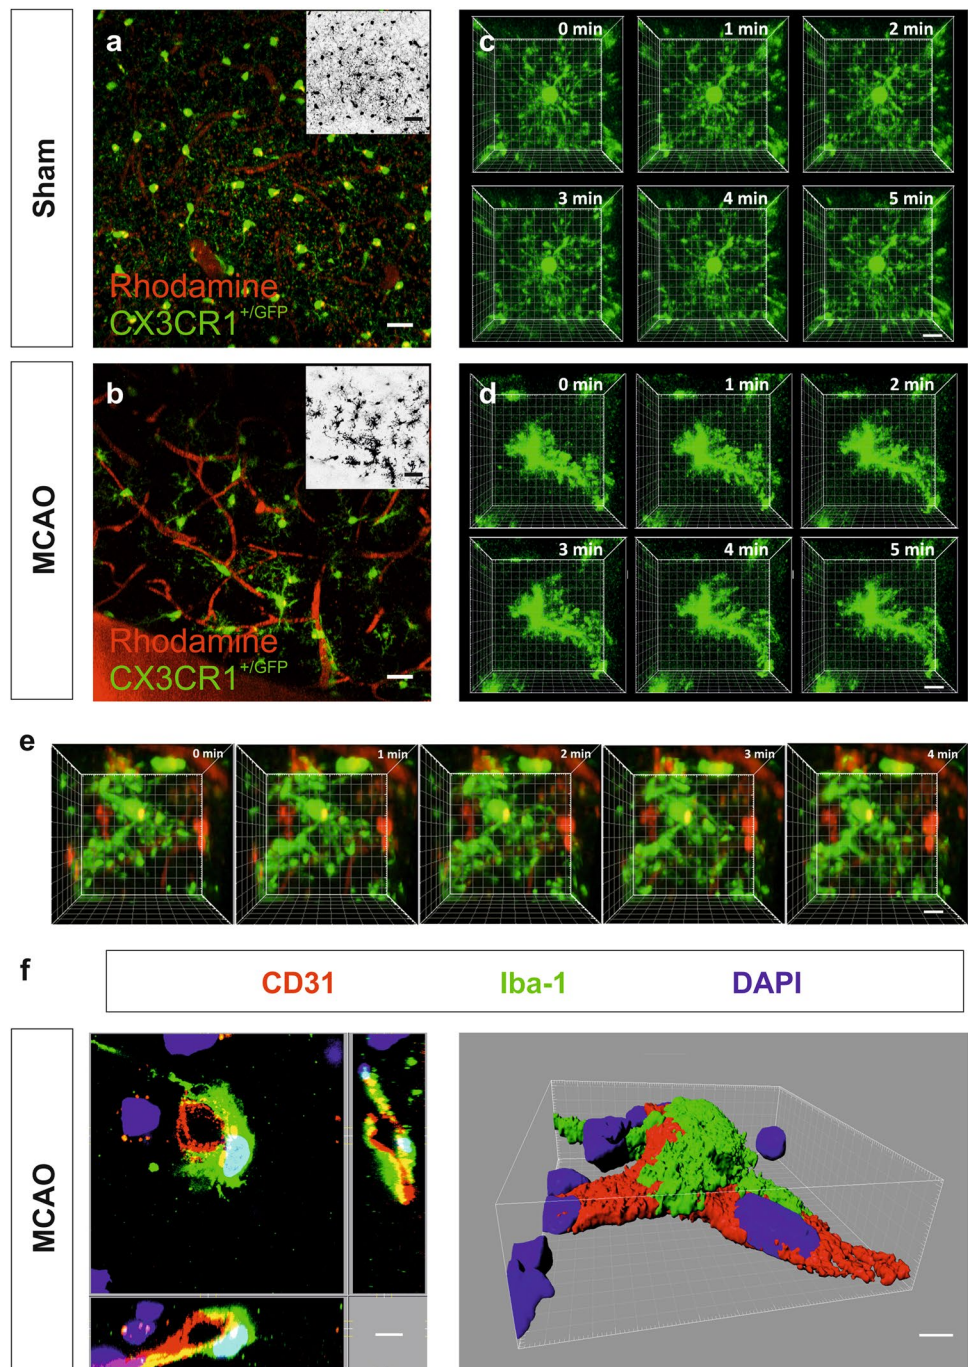 Sham
a
Rhodamine
CX3CR1+/GFP
c
0 min
1 min
2 min
3 min
4 min
5 min
MCAO
b
Rhodamine
CX3CR1+/GFP
d
0 min
1 min
2 min
3 min
4 min
5 min
e
0 min
1 min
2 min
3 min
4 min
f
CD31
Iba-1
DAPI
MCAO